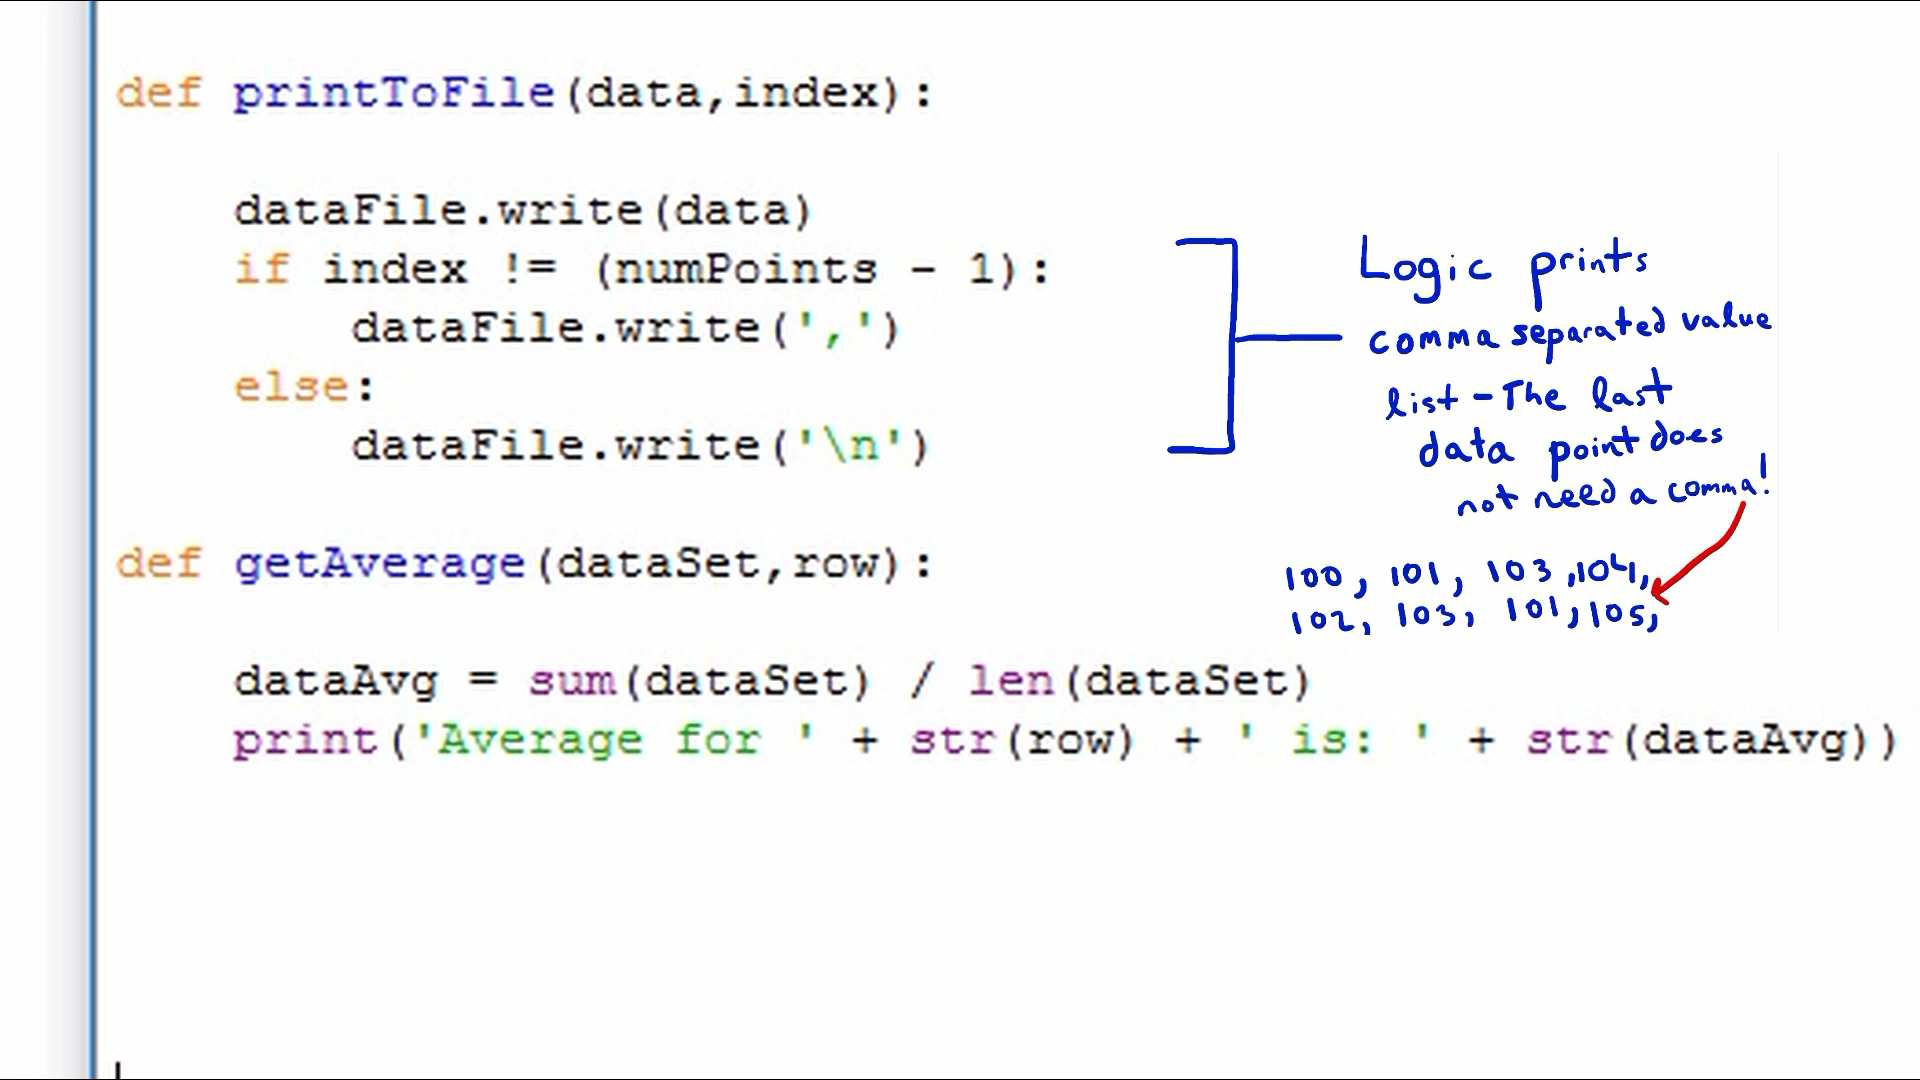 def printToFile(data,index):
dataFile.write(data)
if index != (numPoints - 1):
dataFile.write(',')
else:
dataFile.write('\n')
Logic prints
comma separated value
list - The last
data point does
not need a comma!
100, 101, 103, 104,
102, 103, 101, 105,
def getAverage(dataSet,row):
dataAvg = sum(dataSet) / len(dataSet)
print('Average for ' + str(row) + ' is: ' + str(dataAvg))